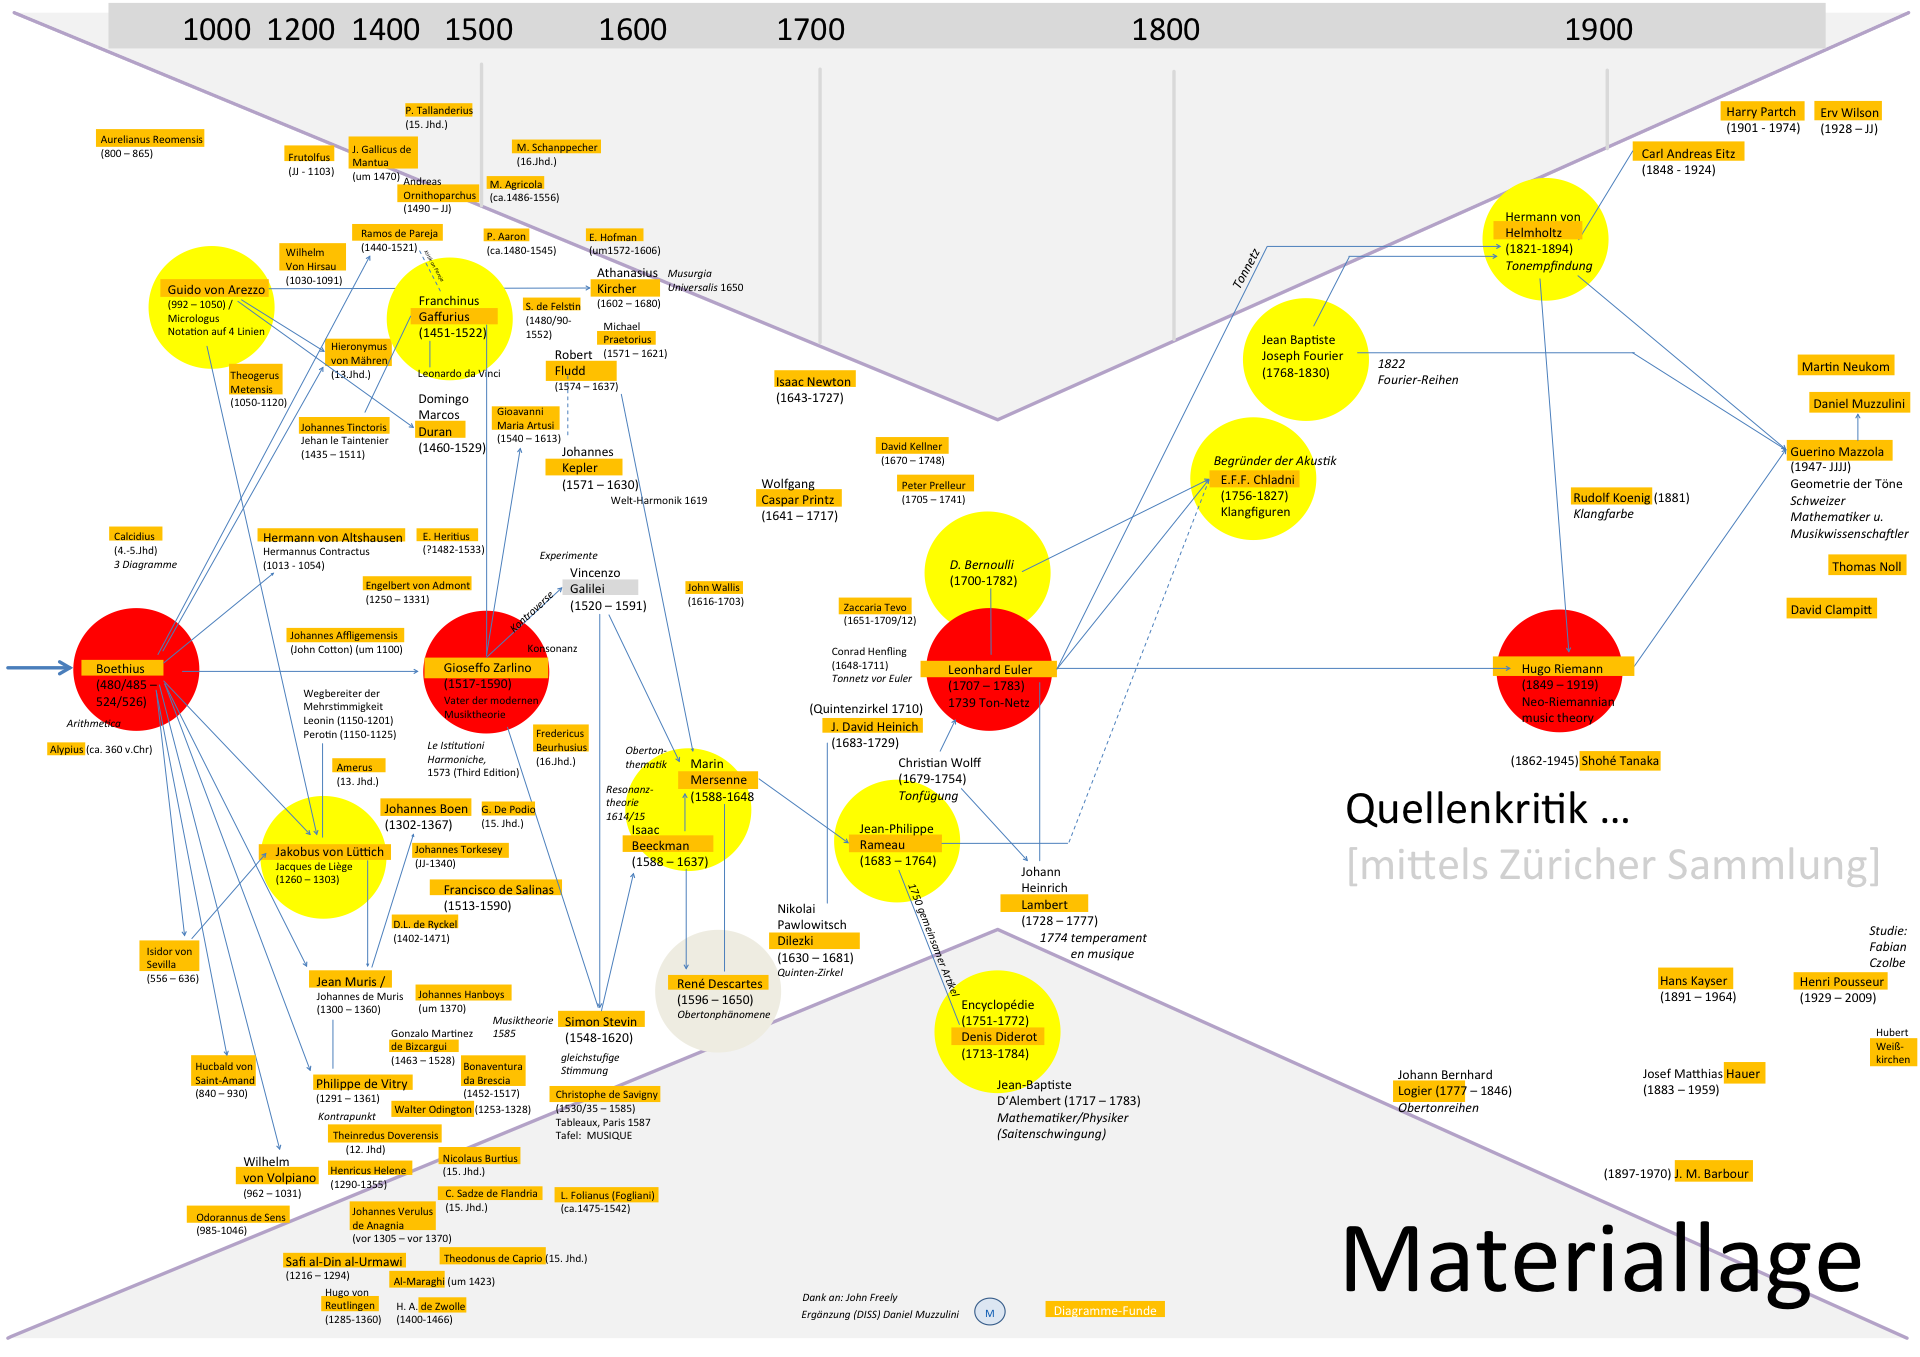 1000 1200 1400 1500 1600 1700 1800 1900
P. Tallanderius
(15. Jhd.)
Aurelianus Reomensis
(800 – 865)
Frutolfus
(JJ - 1103)
J. Gallicus de
Mantua
(um 1470)
Andreas
Ornithoparchus
(1490 – JJ)
M. Schanppecher
(16.Jhd.)
M. Agricola
(ca.1486-1556)
Harry Partch
(1901 - 1974)
Erv Wilson
(1928 – JJ)
Carl Andreas Eitz
(1848 - 1924)
Ramos de Pareja
(1440-1521)
P. Aaron
(ca.1480-1545)
E. Hofman
(um1572-1606)
Wilhelm
Von Hirsau
(1030-1091)
Guido von Arezzo
(992 – 1050) /
Micrologus
Notation auf 4 Linien
Franchinus
Gaffurius
(1451-1522)
Leonardo da Vinci
Athanasius
Kircher
(1602 – 1680)
Musurgia
Universalis 1650
S. de Felstin
(1480/90-
1552)
Michael
Praetorius
(1571 – 1621)
Robert
Fludd
(1574 – 1637)
Hieronymus
von Mähren
(13.Jhd.)
Theogerus
Metensis
(1050-1120)
Domingo
Marcos
Duran
(1460-1529)
Gioavanni
Maria Artusi
(1540 – 1613)
Johannes Tinctoris
Jehan le Taintenier
(1435 – 1511)
Johannes
Kepler
(1571 – 1630)
Welt-Harmonik 1619
Isaac Newton
(1643-1727)
David Kellner
(1670 – 1748)
Peter Prelleur
(1705 – 1741)
Wolfgang
Caspar Printz
(1641 – 1717)
Tonnetz
Hermann von
Helmholtz
(1821-1894)
Tonempfindung
Jean Baptiste
Joseph Fourier
(1768-1830)
1822
Fourier-Reihen
Begründer der Akustik
E.F.F. Chladni
(1756-1827)
Klangfiguren
Martin Neukom
Daniel Muzzulini
Guerino Mazzola
(1947- JJJJ)
Geometrie der Töne
Schweizer
Mathematiker u.
Musikwissenschaftler
Rudolf Koenig (1881)
Klangfarbe
Thomas Noll
David Clampitt
Calcidius
(4.-5.Jhd)
3 Diagramme
Hermann von Altshausen
Hermannus Contractus
(1013 - 1054)
E. Heritius
(?1482-1533)
Engelbert von Admont
(1250 – 1331)
Experimente
Vincenzo
Galilei
(1520 – 1591)
Kontroverse
Konsonanz
John Wallis
(1616-1703)
D. Bernoulli
(1700-1782)
Zaccaria Tevo
(1651-1709/12)
Conrad Henfling
(1648-1711)
Tonnetz vor Euler
Leonhard Euler
(1707 – 1783)
1739 Ton-Netz
Hugo Riemann
(1849 – 1919)
Neo-Riemannian
music theory
(1862-1945) Shohé Tanaka
Boethius
(480/485 –
524/526)
Arithmetica
Alypius (ca. 360 v.Chr)
Johannes Affligemensis
(John Cotton) (um 1100)
Gioseffo Zarlino
(1517-1590)
Vater der modernen
Musiktheorie
Le Istitutioni
Harmoniche,
1573 (Third Edition)
Wegbereiter der
Mehrstimmigkeit
Leonin (1150-1201)
Perotin (1150-1125)
Amerus
(13. Jhd.)
Fredericus
Beurhusius
(16.Jhd.)
Oberton-
thematik
Marin
Mersenne
(1588-1648
Resonanz-
theorie
1614/15
Isaac
Beeckman
(1588 – 1637)
(Quintenzirkel 1710)
J. David Heinich
(1683-1729)
Christian Wolff
(1679-1754)
Tonfügung
Jean-Philippe
Rameau
(1683 – 1764)
1750 gemeinsamer Artikel
Johann
Heinrich
Lambert
(1728 – 1777)
1774 temperament
en musique
Quellenkritik ...
[mittels Züricher Sammlung]
Johannes Boen
(1302-1367)
G. De Podio
(15. Jhd.)
Jakobus von Lüttich
Jacques de Liège
(1260 – 1303)
Johannes Torkesey
(JJ-1340)
Francisco de Salinas
(1513-1590)
D.L. de Ryckel
(1402-1471)
Nikolai
Pawlowitsch
Dilezki
(1630 – 1681)
Quinten-Zirkel
Isidor von
Sevilla
(556 – 636)
Jean Muris /
Johannes de Muris
(1300 – 1360)
Johannes Hanboys
(um 1370)
Musiktheorie
1585
Simon Stevin
(1548-1620)
gleichstufige
Stimmung
René Descartes
(1596 – 1650)
Obertonphänomene
Encyclopédie
(1751-1772)
Denis Diderot
(1713-1784)
Jean-Baptiste
D'Alembert (1717 – 1783)
Mathematiker/Physiker
(Saitenschwingung)
Studie:
Fabian
Czolbe
Hans Kayser
(1891 – 1964)
Henri Pousseur
(1929 – 2009)
Hubert
Weiß-
kirchen
Johann Bernhard
Logier (1777 – 1846)
Obertonreihen
Josef Matthias Hauer
(1883 – 1959)
(1897-1970) J. M. Barbour
Gonzalo Martinez
de Bizcargui
(1463 – 1528)
Hucbald von
Saint-Amand
(840 – 930)
Philippe de Vitry
(1291 – 1361)
Kontrapunkt
Bonaventura
da Brescia
(1452-1517)
Walter Odington (1253-1328)
Christophe de Savigny
(1530/35 – 1585)
Tableaux, Paris 1587
Tafel: MUSIQUE
Theinredus Doverensis
(12. Jhd)
Wilhelm
von Volpiano
(962 – 1031)
Henricus Helene
(1290-1355)
Nicolaus Burtius
(15. Jhd.)
C. Sadze de Flandria
(15. Jhd.)
L. Folianus (Fogliani)
(ca.1475-1542)
Odorannus de Sens
(985-1046)
Johannes Verulus
de Anagnia
(vor 1305 – vor 1370)
Safi al-Din al-Urmawi
(1216 – 1294)
Theodonus de Caprio (15. Jhd.)
Al-Maraghi (um 1423)
Hugo von
Reutlingen
(1285-1360)
H. A. de Zwolle
(1400-1466)
Dank an: John Freely
Ergänzung (DISS) Daniel Muzzulini
M
Diagramme-Funde
Materiallage